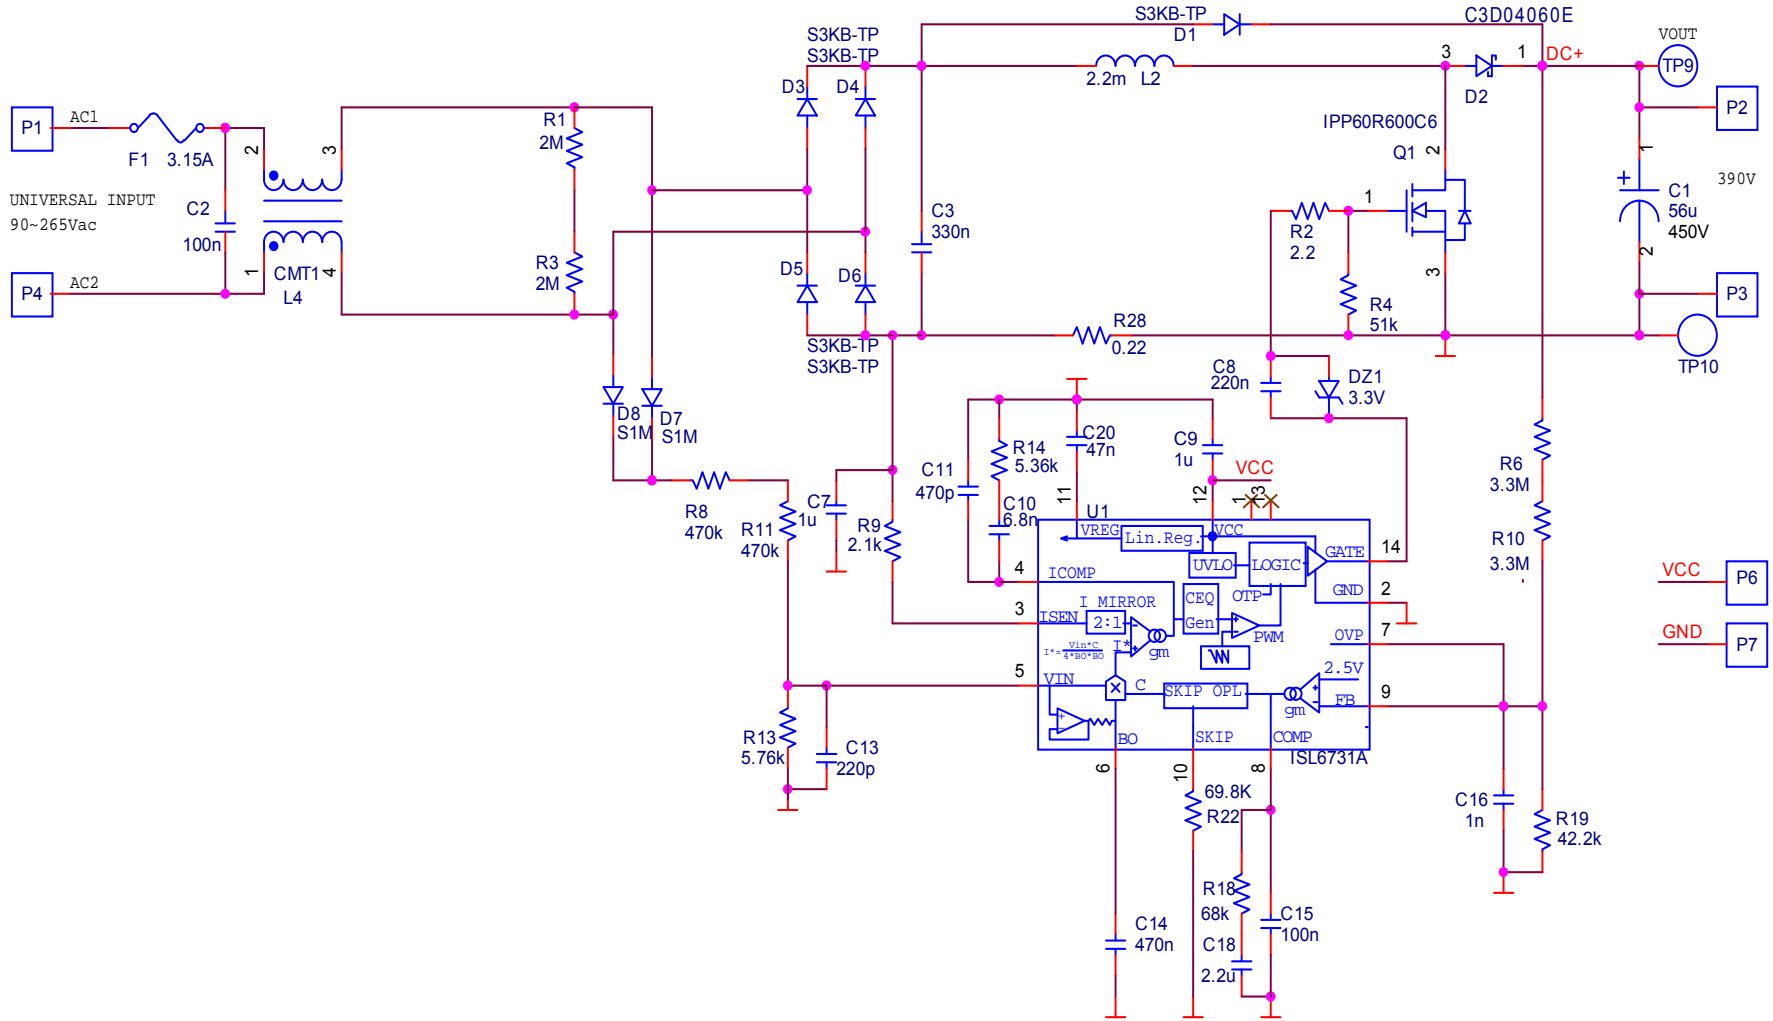 S3KB-TP
D1
C3D04060E
VOUT
S3KB-TP
S3KB-TP
3
1
DC+
TP9
2.2m
L2
D2
D3
D4
P1
AC1
F1
3.15A
2
3
R1
2M
IPP60R600C6
Q1
2
1
P2
UNIVERSAL INPUT
90~265Vac
C2
100n
1
4
CMT1
L4
R3
2M
D5
D6
C3
330n
R2
2.2
1
3
+
1
C1
56u
450V
2
390V
P4
AC2
R4
51k
P3
R28
0.22
S3KB-TP
S3KB-TP
TP10
C8
220n
DZ1
3.3V
D8
S1M
D7
S1M
R14
5.36k
C20
47n
C9
1u
VCC
C11
470p
C10
6.8n
11
12
1
13
R6
3.3M
R8
470k
R11
470k
C7
1u
R9
2.1k
U1
R10
3.3M
VREG
Lin.Reg.
VCC
UVLO
LOGIC
GATE
14
4
ICOMP
OTP
GND
2
3
ISEN
I MIRROR
2:1
CEQ
Gen
PWM
OVP
7
I*=Vin*C
4*BO*BO
I*
gm
5
VIN
C
SKIP OPL
2.5V
gm
FB
9
BO
SKIP
COMP
ISL6731A
6
10
8
VCC
P6
GND
P7
R13
5.76k
C13
220p
69.8K
R22
C16
1n
R19
42.2k
R18
68k
C15
100n
C14
470n
C18
2.2u